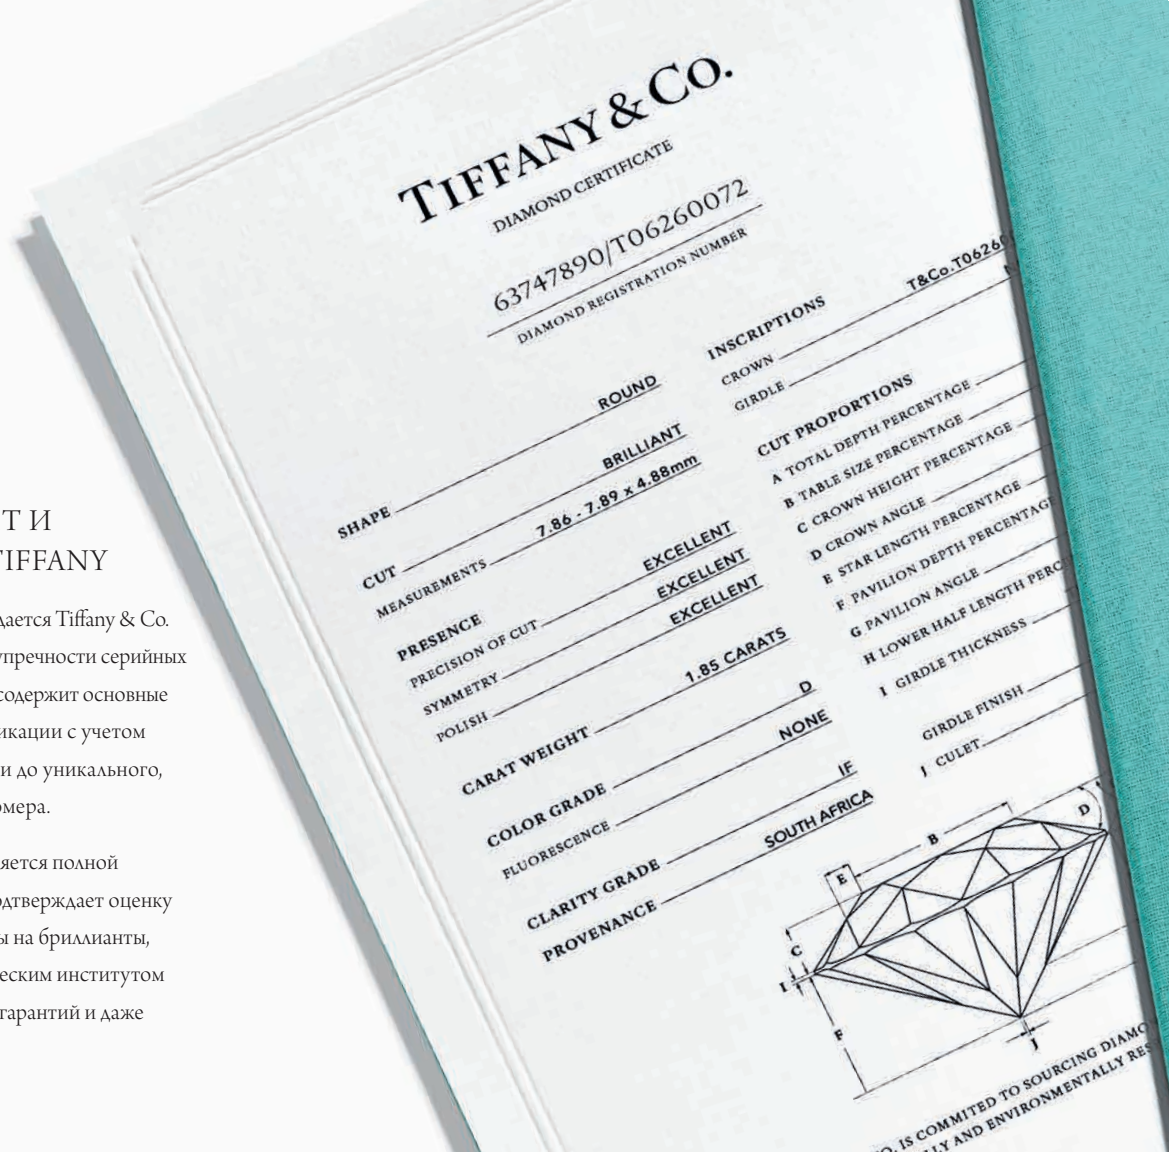 Т И
TIFFANY
дается Tiffany & Co.
упречности серийных
содержит основные
икации с учетом
и до уникального,
омера.
яется полной
одтверждает оценку
ы на бриллианты,
еским институтом
гарантий и даже
TIFFANY & CO.
DIAMOND CERTIFICATE
63747890/T06260072
DIAMOND REGISTRATION NUMBER
SHAPE ROUND
CUT BRILLIANT
MEASUREMENTS 7.86 - 7.89 x 4.88mm
PRESENCE
PRECISION OF CUT EXCELLENT
SYMMETRY EXCELLENT
POLISH EXCELLENT
CARAT WEIGHT 1.85 CARATS
COLOR GRADE D
FLUORESCENCE NONE
CLARITY GRADE IF
PROVENANCE SOUTH AFRICA
INSCRIPTIONS
CROWN T&Co.T0626
GIRDLE
CUT PROPORTIONS
A TOTAL DEPTH PERCENTAGE
B TABLE SIZE PERCENTAGE
C CROWN HEIGHT PERCENTAGE
D CROWN ANGLE
E STAR LENGTH PERCENTAGE
F PAVILION DEPTH PERCENTAGE
G PAVILION ANGLE
H LOWER HALF LENGTH PERC
I GIRDLE THICKNESS
GIRDLE FINISH
J CULET
D
B
E
C
I
F
J
O. IS COMMITED TO SOURCING DIAMO
LLY AND ENVIRONMENTALLY RES